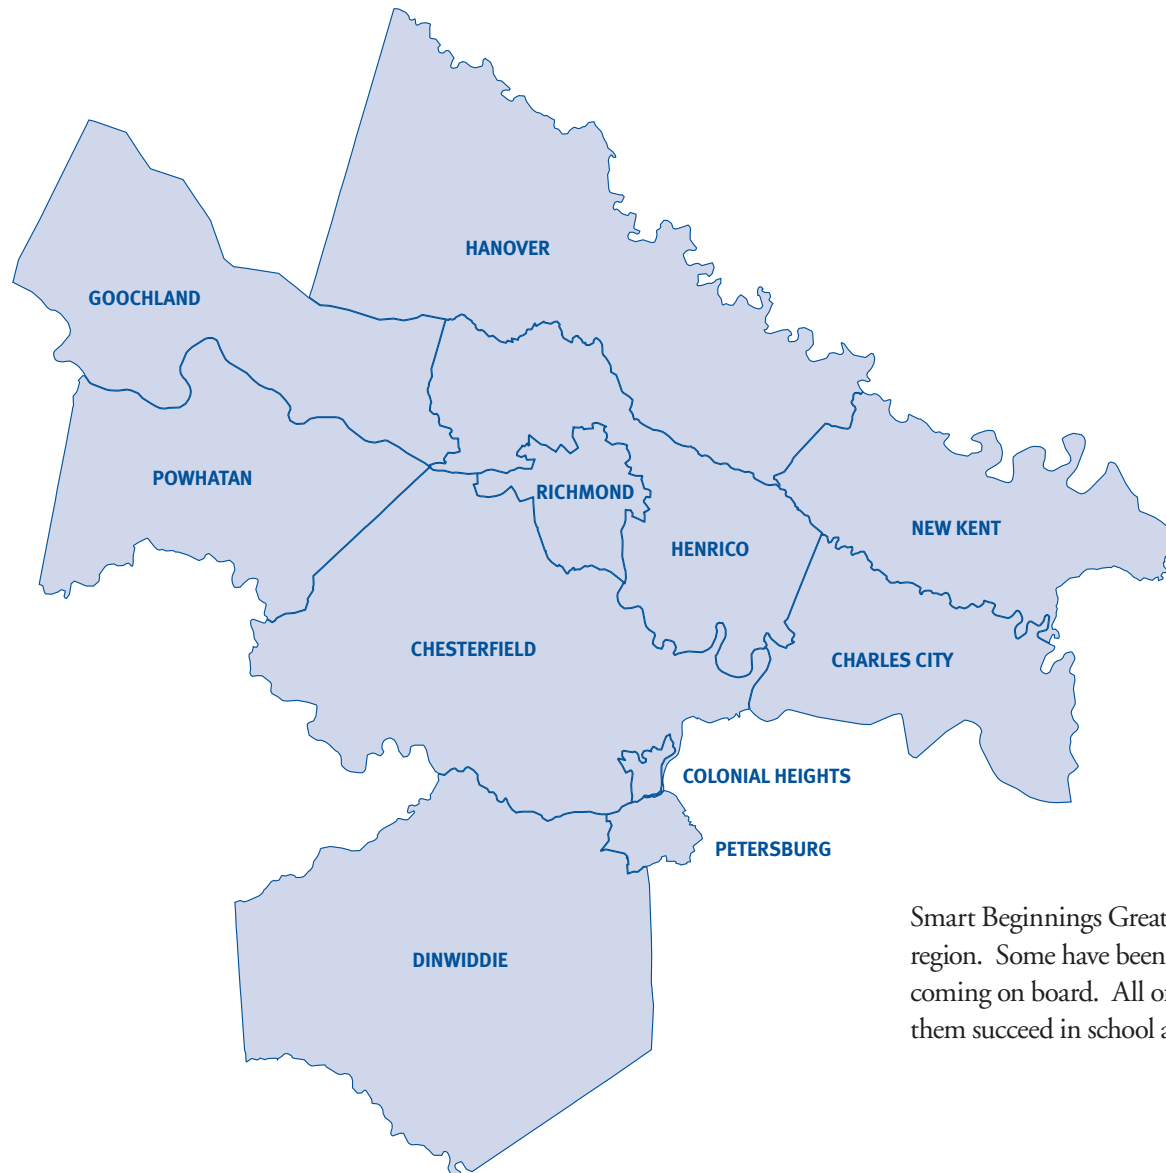 HANOVER
GOOCHLAND
POWHATAN
RICHMOND
NEW KENT
HENRICO
CHESTERFIELD
CHARLES CITY
COLONIAL HEIGHTS
PETERSBURG
DINWIDDIE
Smart Beginnings Great
region. Some have been
coming on board. All o
them succeed in school a